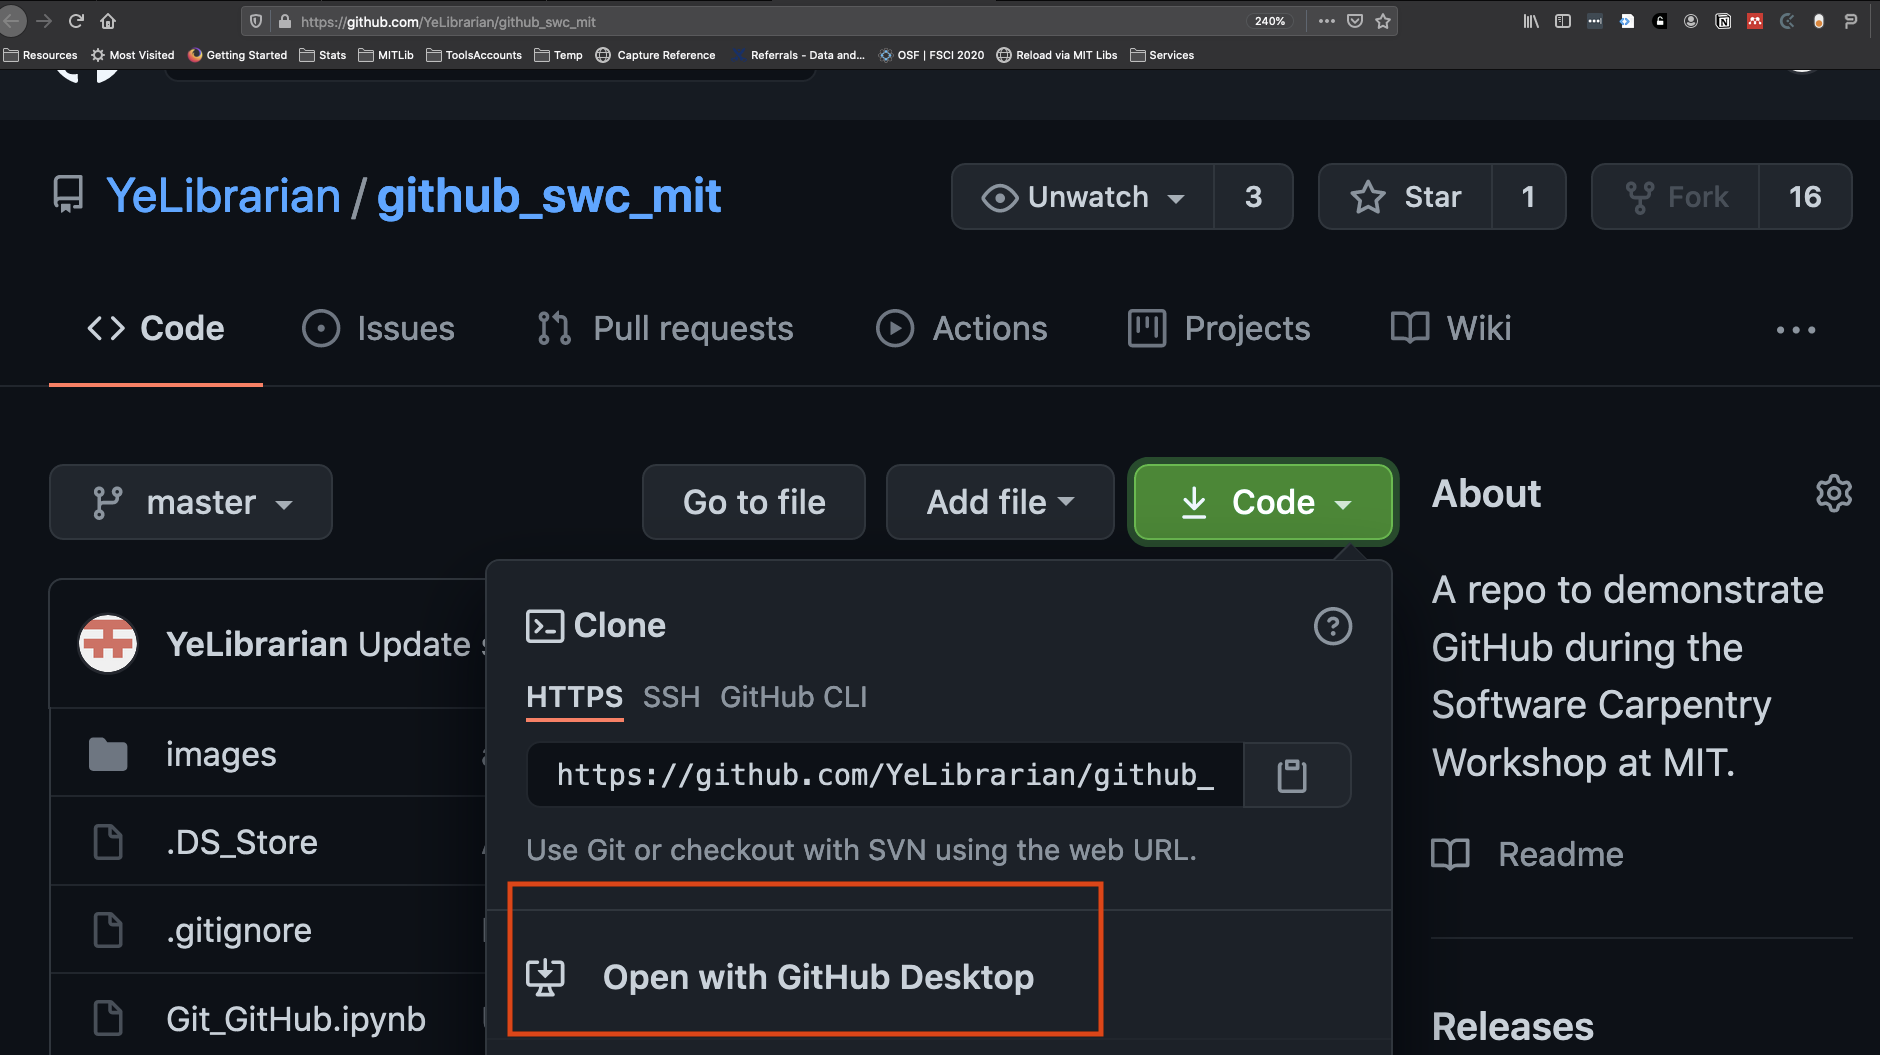 https://github.com/YeLibrarian/github_swc_mit 240%
Resources Most Visited Getting Started Stats MITLib ToolsAccounts Temp Capture Reference Referrals - Data and... OSF | FSCI 2020 Reload via MIT Libs Services
YeLibrarian / github_swc_mit Unwatch 3 Star 1 Fork 16
Code Issues Pull requests Actions Projects Wiki
master Go to file Add file Code About
A repo to demonstrate
GitHub during the
Software Carpentry
Workshop at MIT.
Readme
Releases
Clone
HTTPS SSH GitHub CLI
https://github.com/YeLibrarian/github_
Use Git or checkout with SVN using the web URL.
Open with GitHub Desktop
YeLibrarian Update
images
.DS_Store
.gitignore
Git_GitHub.ipynb